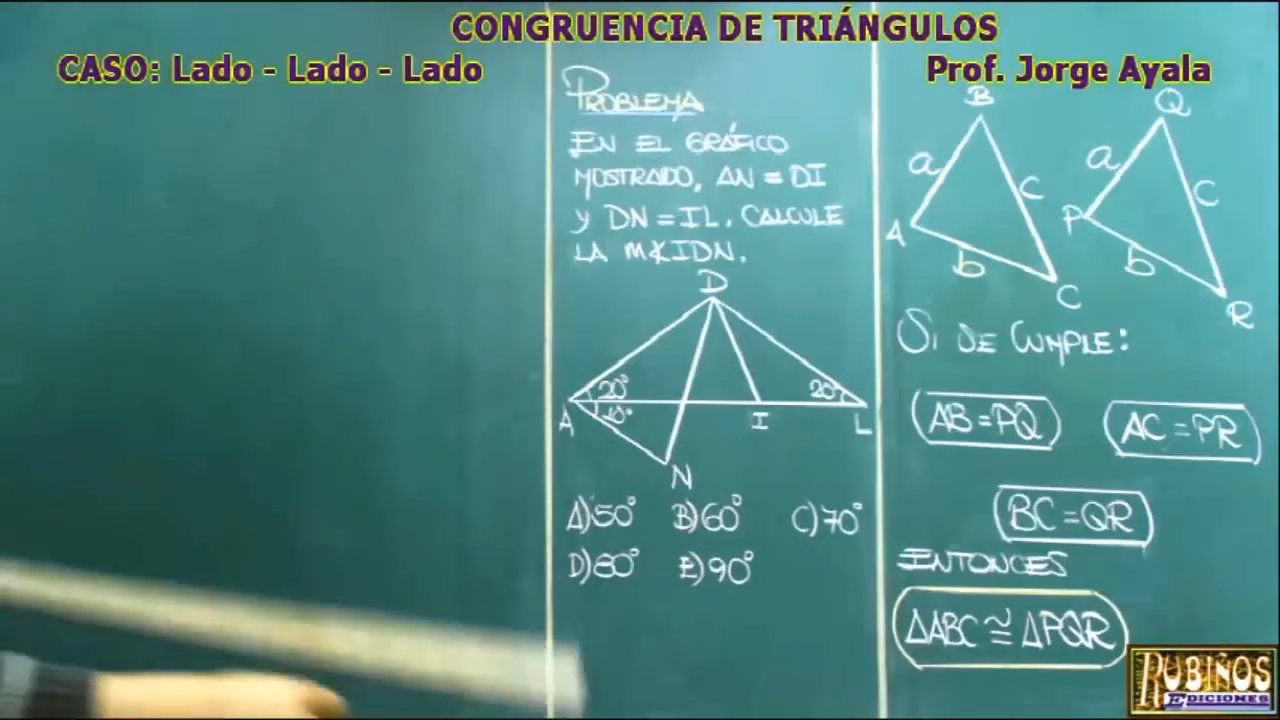 CONGRUENCIA DE TRIÁNGULOS
CASO: Lado - Lado - Lado
Prof. Jorge Ayala
PROBLEMA
EN EL GRÁFICO
MOSTRADO, AN = DI
y DN = IL. CALCULE
LA m∡IDN.
D
20°
20°
10°
A
I
L
N
A) 50° B) 60° C) 70°
D) 80° E) 90°
B
Q
a
C
a
C
A
P
b
b
C
R
Si SE CUMPLE:
AB = PQ
AC = PR
BC = QR
ENTONCES
ΔABC ≅ ΔPQR
RUBIÑOS
EDICIONES